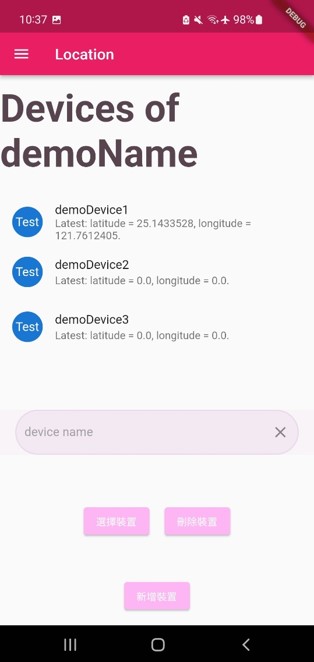 10:37
98%
DEBUG
Location
Devices of
demoName
Test
demoDevice1
Latest: latitude = 25.1433528, longitude =
121.7612405.
Test
demoDevice2
Latest: latitude = 0.0, longitude = 0.0.
Test
demoDevice3
Latest: latitude = 0.0, longitude = 0.0.
device name
選擇裝置
刪除裝置
新增裝置